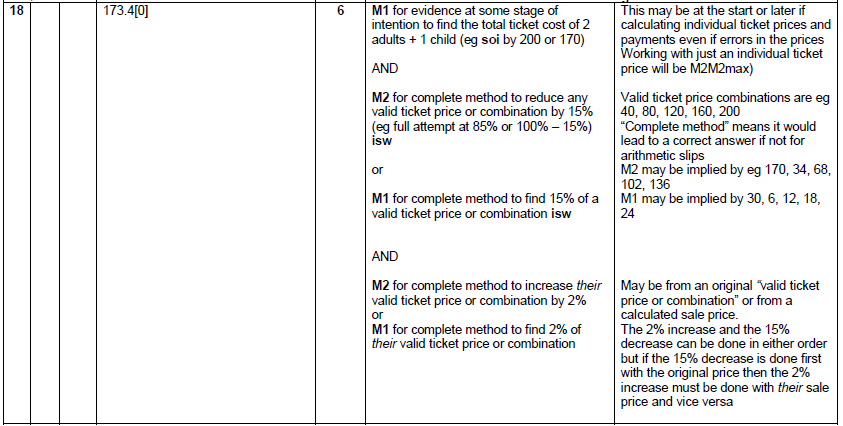 18
173.4[0]
6
M1 for evidence at some stage of
intention to find the total ticket cost of 2
adults + 1 child (eg soi by 200 or 170)
AND
M2 for complete method to reduce any
valid ticket price or combination by 15%
(eg full attempt at 85% or 100% – 15%)
isw
or
M1 for complete method to find 15% of a
valid ticket price or combination isw
AND
M2 for complete method to increase their
valid ticket price or combination by 2%
or
M1 for complete method to find 2% of
their valid ticket price or combination
This may be at the start or later if
calculating individual ticket prices and
payments even if errors in the prices
Working with just an individual ticket
price will be M2M2max)
Valid ticket price combinations are eg
40, 80, 120, 160, 200
“Complete method” means it would
lead to a correct answer if not for
arithmetic slips
M2 may be implied by eg 170, 34, 68,
102, 136
M1 may be implied by 30, 6, 12, 18,
24
May be from an original “valid ticket
price or combination” or from a
calculated sale price.
The 2% increase and the 15%
decrease can be done in either order
but if the 15% decrease is done first
with the original price then the 2%
increase must be done with their sale
price and vice versa